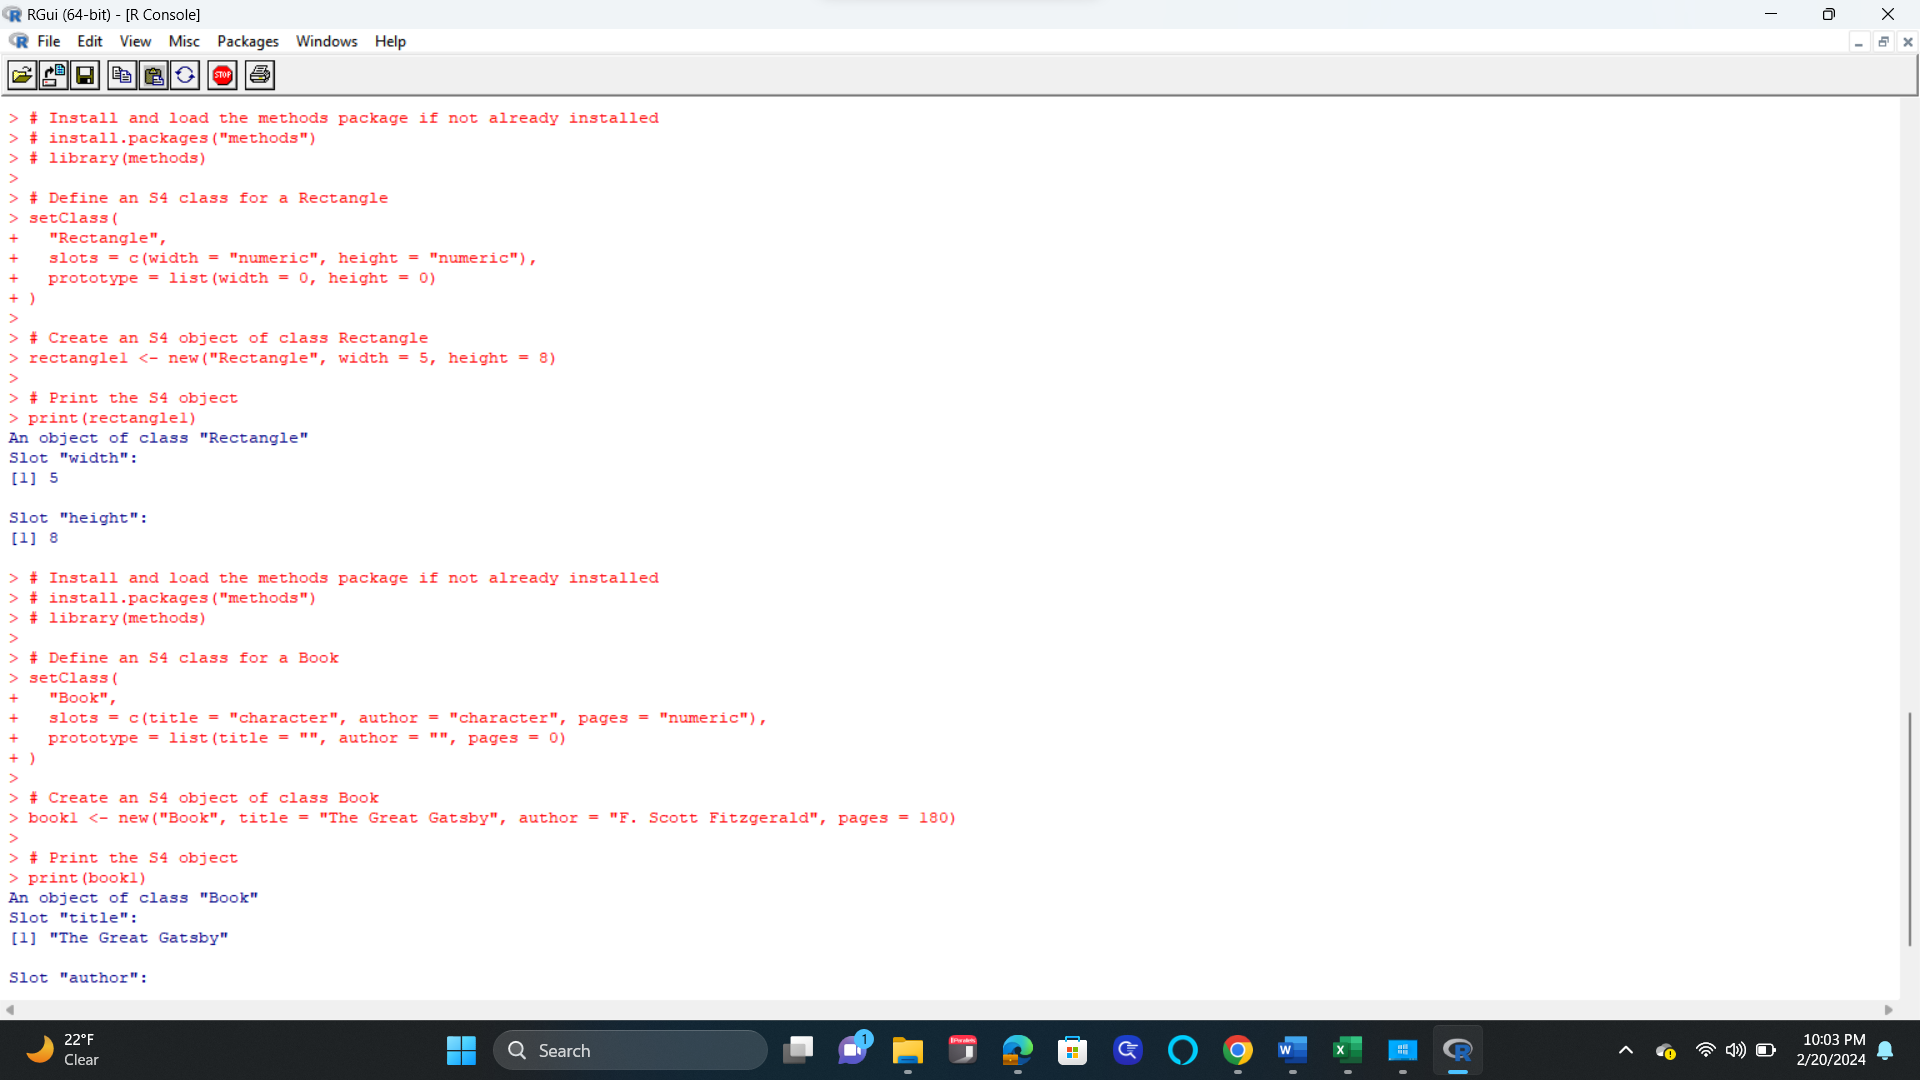 RGui (64-bit) - [R Console]
File Edit View Misc Packages Windows Help
STOP
> # Install and load the methods package if not already installed
> # install.packages("methods")
> # library(methods)
>
> # Define an S4 class for a Rectangle
> setClass(
+   "Rectangle",
+   slots = c(width = "numeric", height = "numeric"),
+   prototype = list(width = 0, height = 0)
+ )
>
> # Create an S4 object of class Rectangle
> rectangle1 <- new("Rectangle", width = 5, height = 8)
>
> # Print the S4 object
> print(rectangle1)
An object of class "Rectangle"
Slot "width":
[1] 5

Slot "height":
[1] 8

> # Install and load the methods package if not already installed
> # install.packages("methods")
> # library(methods)
>
> # Define an S4 class for a Book
> setClass(
+   "Book",
+   slots = c(title = "character", author = "character", pages = "numeric"),
+   prototype = list(title = "", author = "", pages = 0)
+ )
>
> # Create an S4 object of class Book
> book1 <- new("Book", title = "The Great Gatsby", author = "F. Scott Fitzgerald", pages = 180)
>
> # Print the S4 object
> print(book1)
An object of class "Book"
Slot "title":
[1] "The Great Gatsby"

Slot "author":
22°F
Clear
Search
1
10:03 PM
2/20/2024